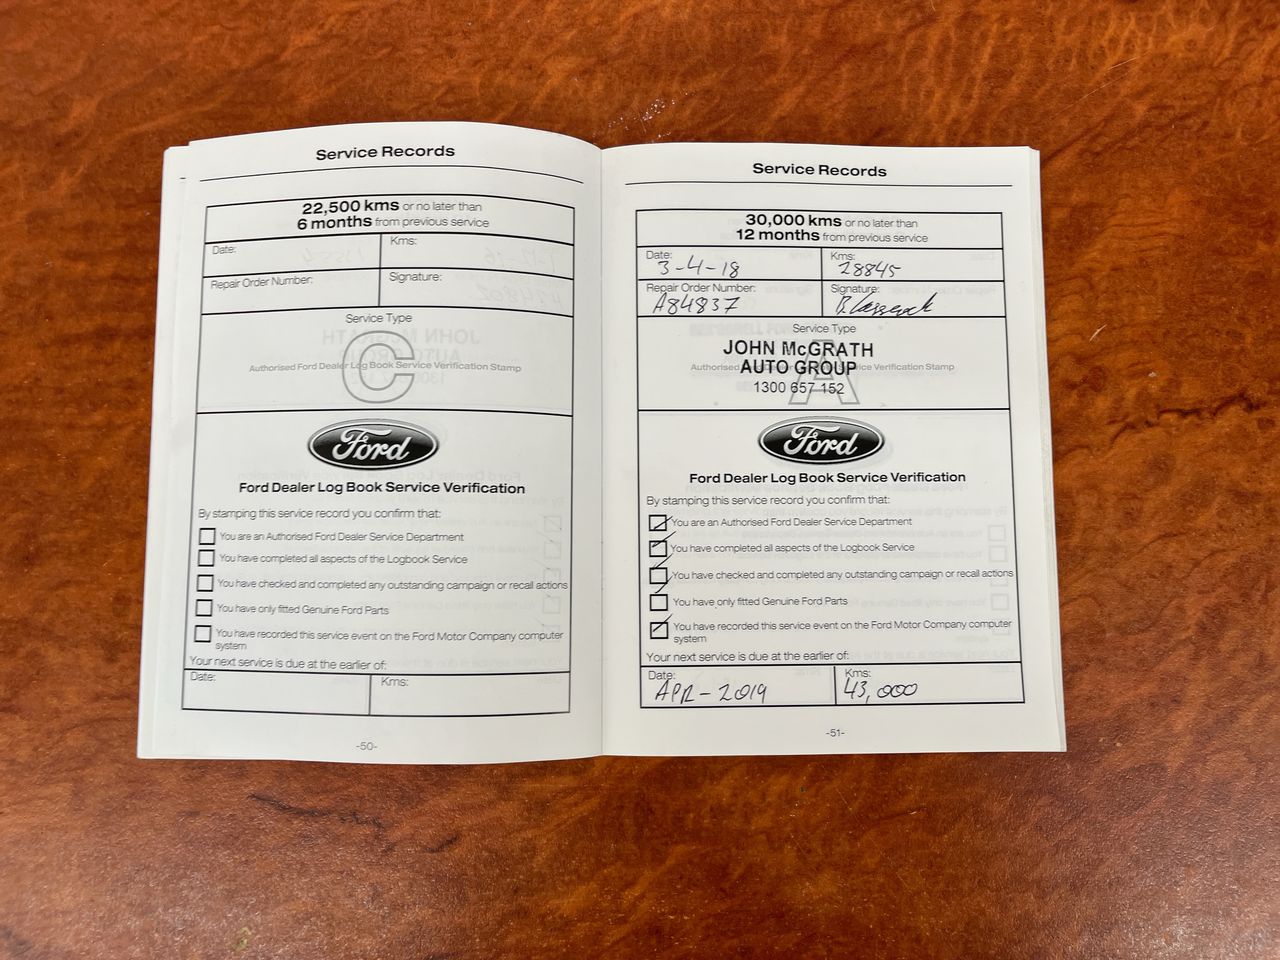 Service Records
22,500 kms or no later than
6 months from previous service
Date:
Kms:
Repair Order Number:
Signature:
Service Type
C
Authorised Ford Dealer Log Book Service Verification Stamp
Ford
Ford Dealer Log Book Service Verification
By stamping this service record you confirm that:
You are an Authorised Ford Dealer Service Department
You have completed all aspects of the Logbook Service
You have checked and completed any outstanding campaign or recall actions
You have only fitted Genuine Ford Parts
You have recorded this service event on the Ford Motor Company computer
system
Your next service is due at the earlier of:
Date:
Kms:
-50-
Service Records
30,000 kms or no later than
12 months from previous service
Date:
3-4-18
Kms:
28845
Repair Order Number:
A84837
Signature:
Service Type
A
JOHN McGRATH
AUTO GROUP
1300 657 152
Authorised Ford Dealer Log Book Service Verification Stamp
Ford
Ford Dealer Log Book Service Verification
By stamping this service record you confirm that:
You are an Authorised Ford Dealer Service Department
You have completed all aspects of the Logbook Service
You have checked and completed any outstanding campaign or recall actions
You have only fitted Genuine Ford Parts
You have recorded this service event on the Ford Motor Company computer
system
Your next service is due at the earlier of:
Date:
APR-2019
Kms:
43,000
-51-